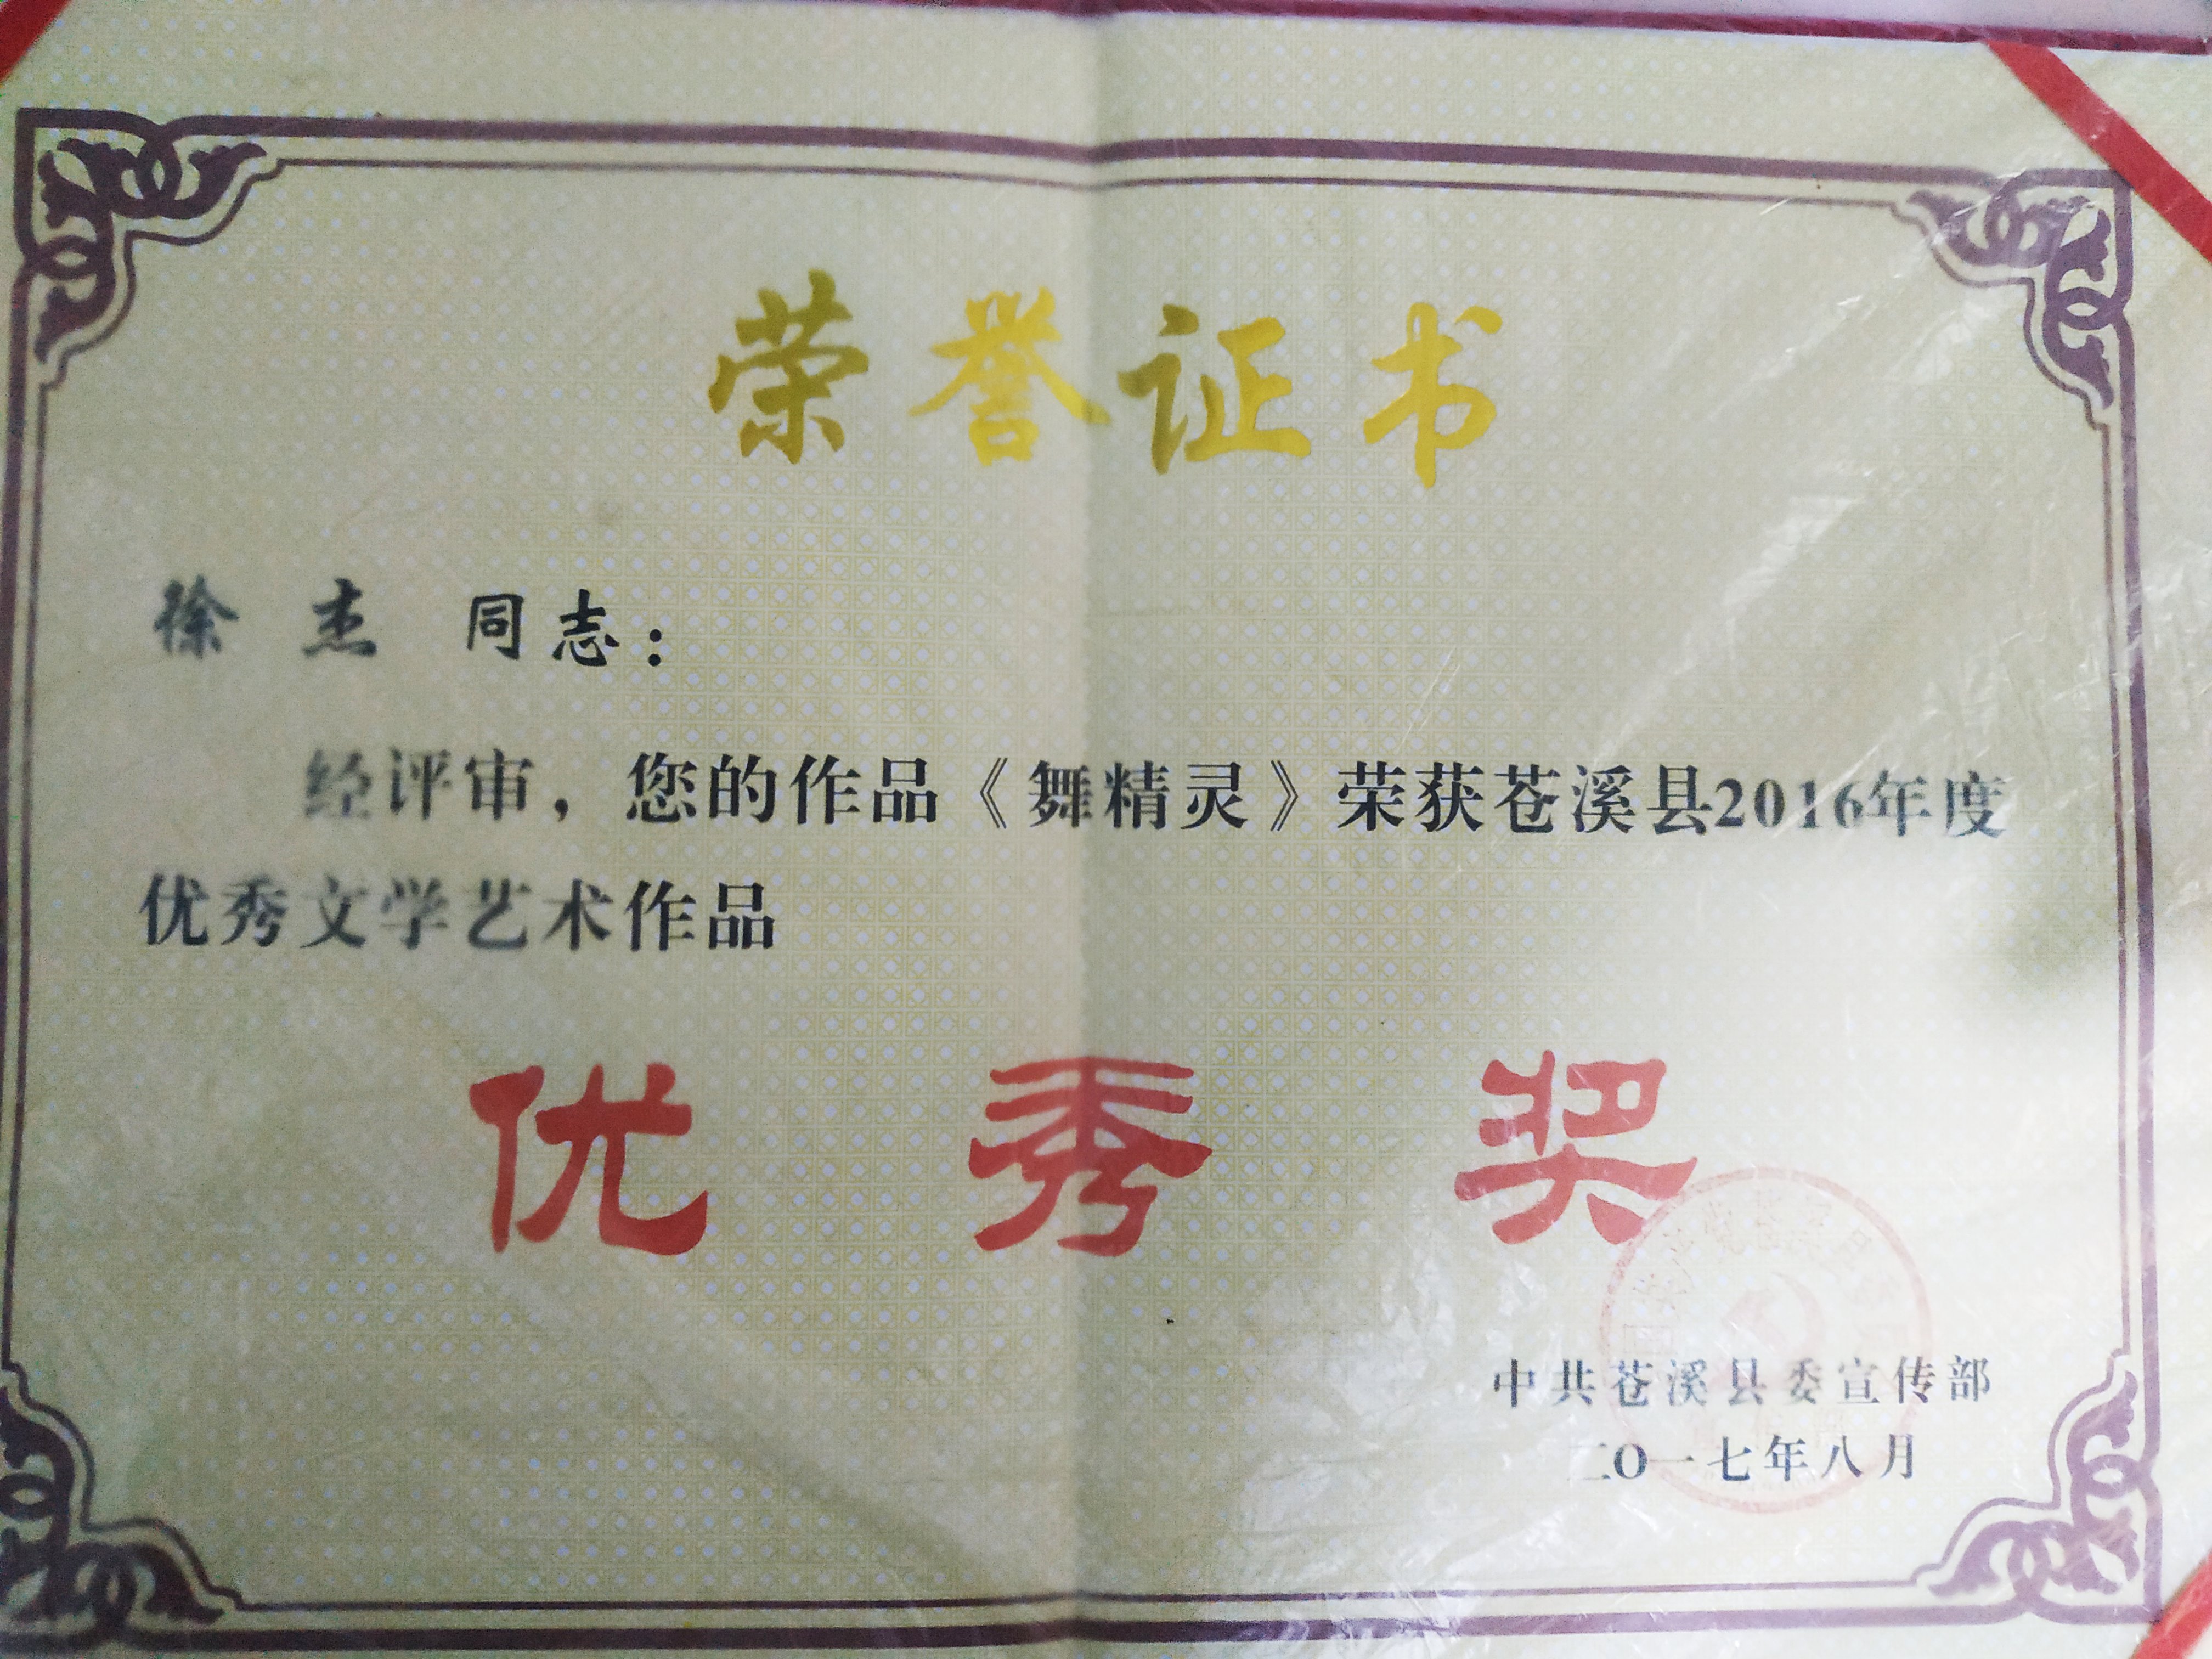 荣誉证书
徐 杰 同志：
经评审，您的作品《舞精灵》荣获苍溪县2016年度
优秀文学艺术作品
优 秀 奖
中共苍溪县委宣传部
二O一七年八月